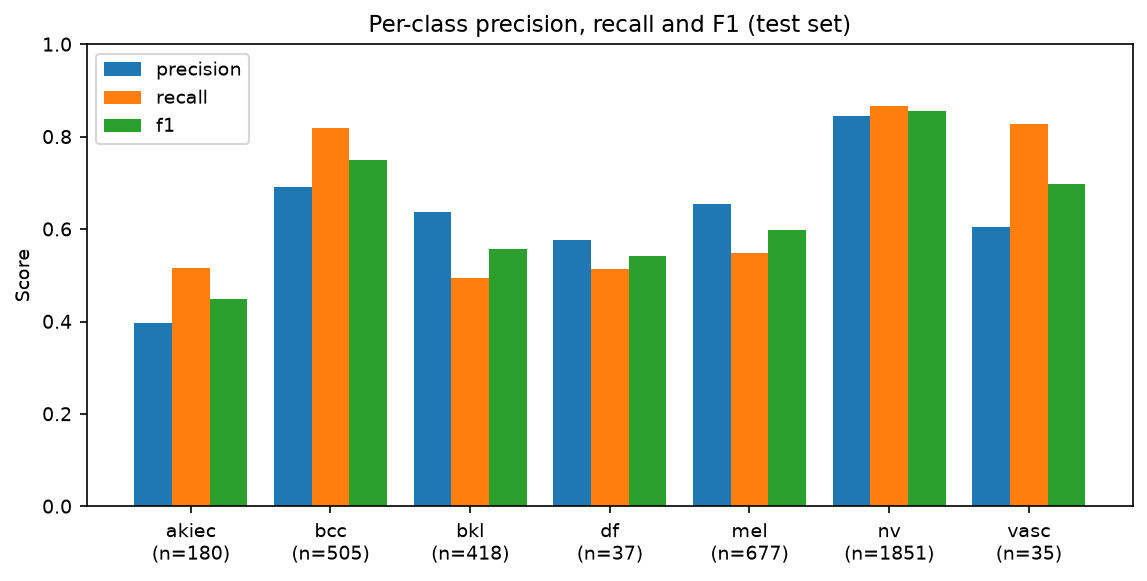 Per-class precision, recall and F1 (test set)
precision
recall
f1
Score
1.0
0.8
0.6
0.4
0.2
0.0
akiec
(n=180)
bcc
(n=505)
bkl
(n=418)
df
(n=37)
mel
(n=677)
nv
(n=1851)
vasc
(n=35)